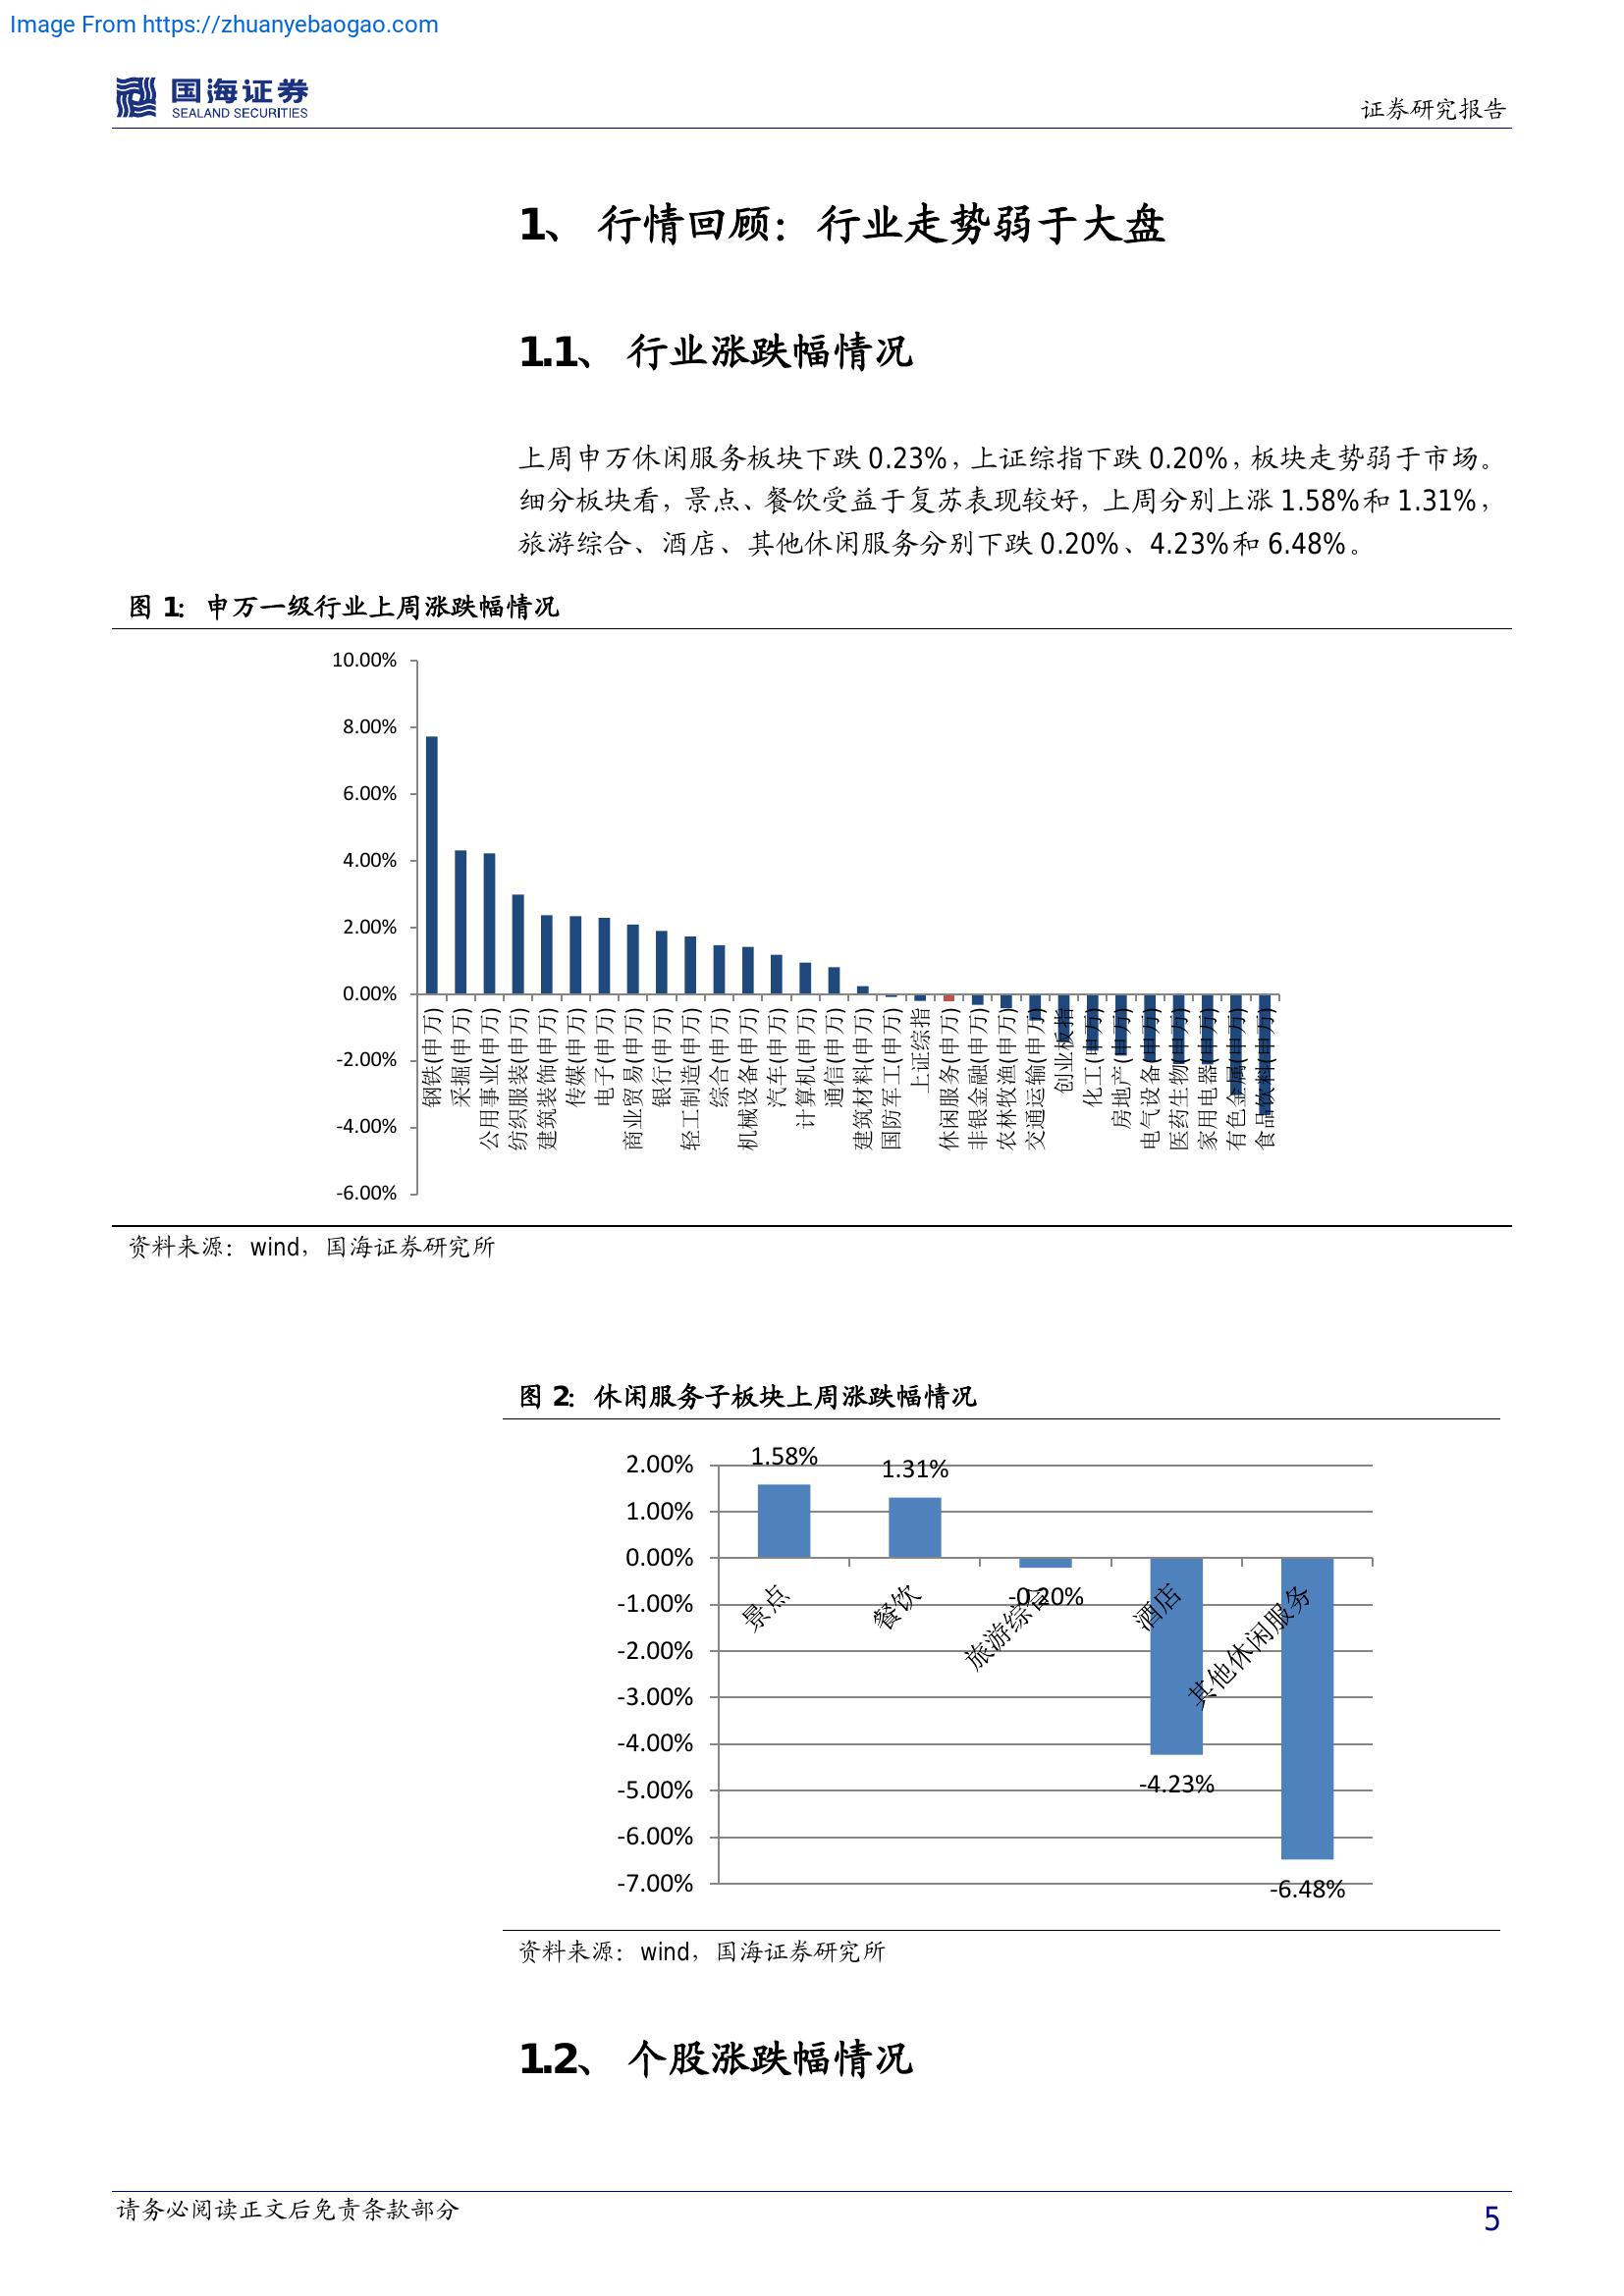 Image From https://zhuanyebaogao.com
国海证券
SEALAND SECURITIES
证券研究报告
1、 行情回顾：行业走势弱于大盘
1.1、 行业涨跌幅情况
上周申万休闲服务板块下跌 0.23%，上证综指下跌 0.20%，板块走势弱于市场。
细分板块看，景点、餐饮受益于复苏表现较好，上周分别上涨 1.58%和 1.31%，
旅游综合、酒店、其他休闲服务分别下跌 0.20%、4.23%和 6.48%。
图 1：申万一级行业上周涨跌幅情况
10.00%
8.00%
6.00%
4.00%
2.00%
0.00%
-2.00%
-4.00%
-6.00%
钢铁(申万)
采掘(申万)
公用事业(申万)
纺织服装(申万)
建筑装饰(申万)
传媒(申万)
电子(申万)
商业贸易(申万)
银行(申万)
轻工制造(申万)
综合(申万)
机械设备(申万)
汽车(申万)
计算机(申万)
通信(申万)
建筑材料(申万)
国防军工(申万)
上证综指
休闲服务(申万)
非银金融(申万)
农林牧渔(申万)
交通运输(申万)
创业板指
化工(申万)
房地产(申万)
电气设备(申万)
医药生物(申万)
家用电器(申万)
有色金属(申万)
食品饮料(申万)
资料来源：wind，国海证券研究所
图 2：休闲服务子板块上周涨跌幅情况
2.00%
1.00%
0.00%
-1.00%
-2.00%
-3.00%
-4.00%
-5.00%
-6.00%
-7.00%
1.58%
1.31%
-0.20%
-4.23%
-6.48%
景点
餐饮
旅游综合
酒店
其他休闲服务
资料来源：wind，国海证券研究所
1.2、 个股涨跌幅情况
请务必阅读正文后免责条款部分
5